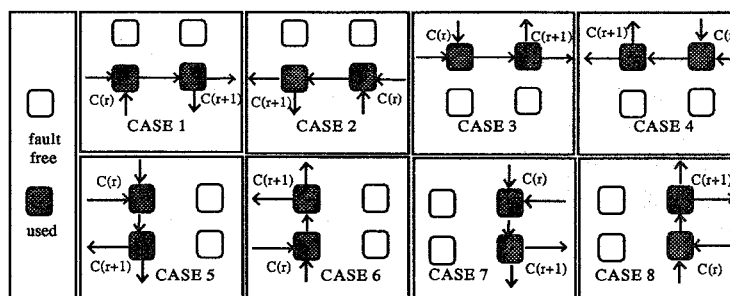 C(r)
C(r+1)
CASE 1
C(r+1)
C(r)
CASE 2
C(r)
C(r+1)
CASE 3
C(r+1)
CASE 4
fault
free
used
C(r)
C(r+1)
CASE 5
C(r+1)
C(r)
CASE 6
C(r)
C(r+1)
CASE 7
C(r+1)
C(r)
CASE 8